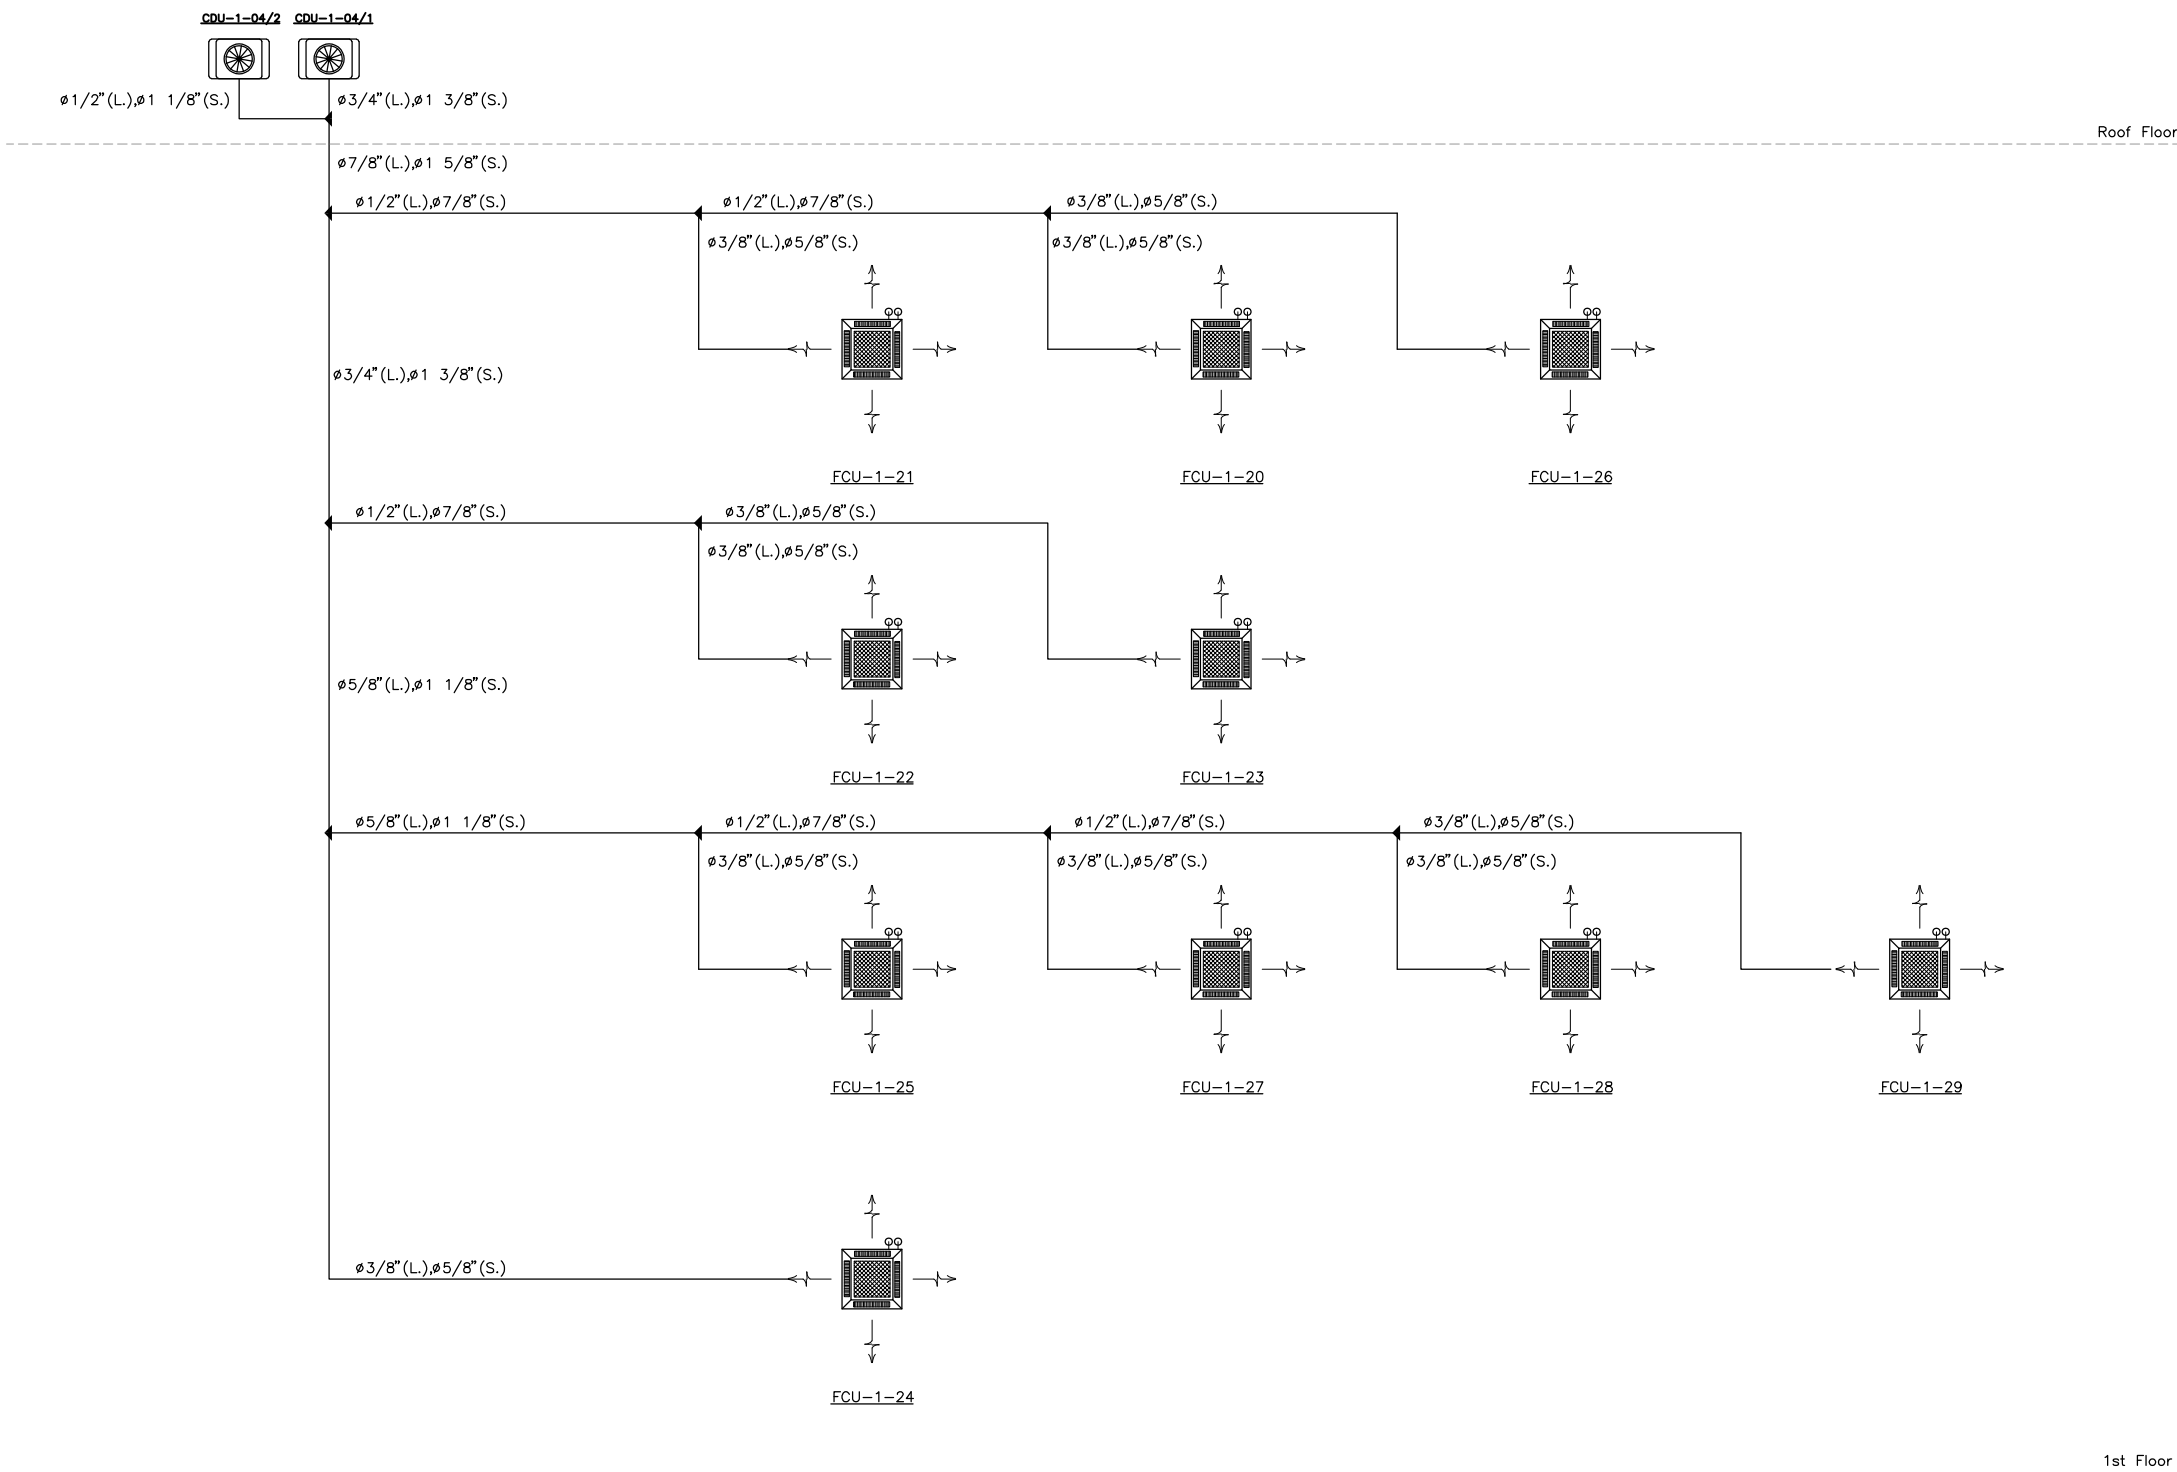 CDU-1-04/2 CDU-1-04/1
ø1/2"(L.),ø1 1/8"(S.) ø3/4"(L.),ø1 3/8"(S.)
Roof Floor
ø7/8"(L.),ø1 5/8"(S.)
ø1/2"(L.),ø7/8"(S.) ø1/2"(L.),ø7/8"(S.) ø3/8"(L.),ø5/8"(S.)
ø3/8"(L.),ø5/8"(S.) ø3/8"(L.),ø5/8"(S.)
ø3/4"(L.),ø1 3/8"(S.)
FCU-1-21 FCU-1-20 FCU-1-26
ø1/2"(L.),ø7/8"(S.) ø3/8"(L.),ø5/8"(S.)
ø3/8"(L.),ø5/8"(S.)
ø5/8"(L.),ø1 1/8"(S.)
FCU-1-22 FCU-1-23
ø5/8"(L.),ø1 1/8"(S.) ø1/2"(L.),ø7/8"(S.) ø1/2"(L.),ø7/8"(S.) ø3/8"(L.),ø5/8"(S.)
ø3/8"(L.),ø5/8"(S.) ø3/8"(L.),ø5/8"(S.) ø3/8"(L.),ø5/8"(S.)
FCU-1-25 FCU-1-27 FCU-1-28 FCU-1-29
ø3/8"(L.),ø5/8"(S.)
FCU-1-24
1st Floor